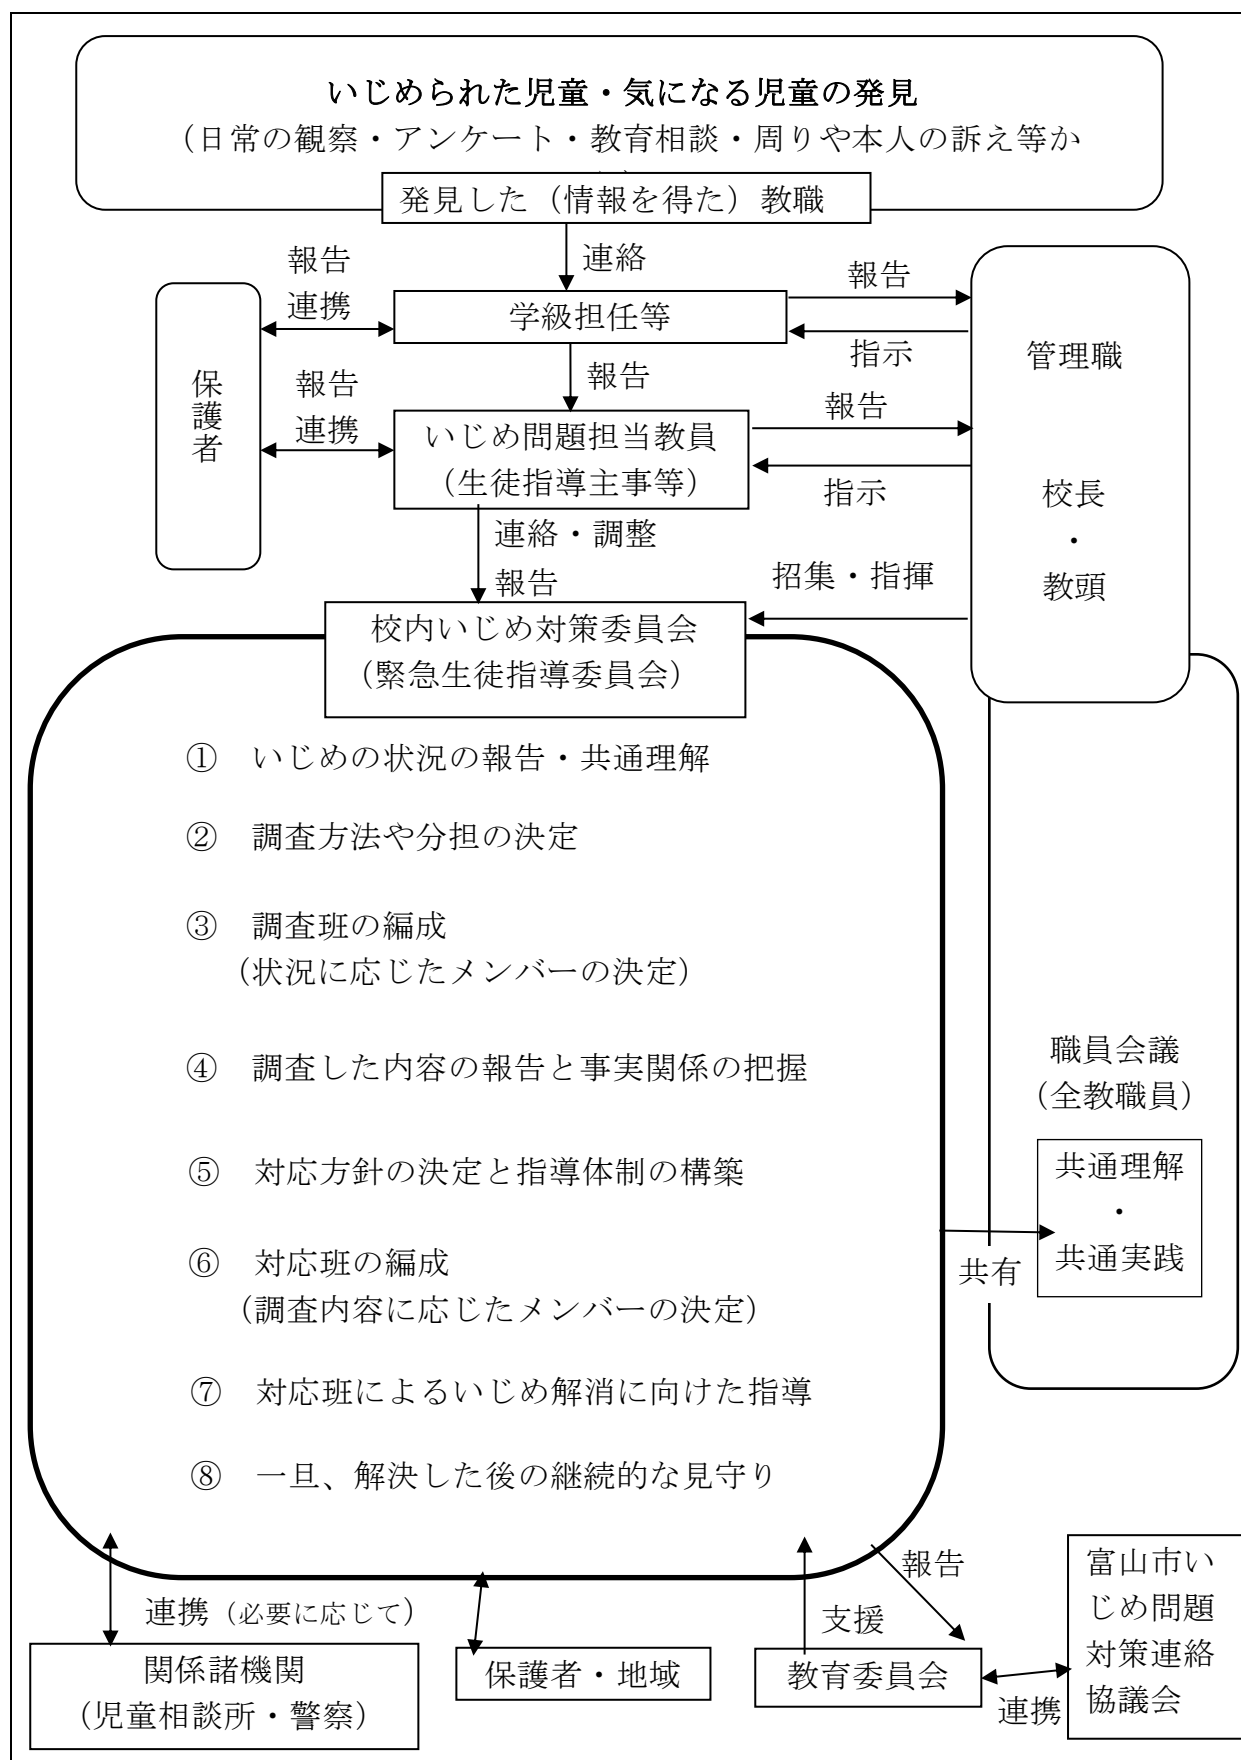 いじめられた児童・気になる児童の発見
（日常の観察・アンケート・教育相談・周りや本人の訴え等か
発見した（情報を得た）教職
連絡
報告
連携
学級担任等
報告
指示
報告
保護者
報告
連携
いじめ問題担当教員
（生徒指導主事等）
報告
指示
管理職
校長
・
教頭
連絡・調整
報告
招集・指揮
校内いじめ対策委員会
（緊急生徒指導委員会）
① いじめの状況の報告・共通理解
② 調査方法や分担の決定
③ 調査班の編成
（状況に応じたメンバーの決定）
④ 調査した内容の報告と事実関係の把握
⑤ 対応方針の決定と指導体制の構築
⑥ 対応班の編成
（調査内容に応じたメンバーの決定）
⑦ 対応班によるいじめ解消に向けた指導
⑧ 一旦、解決した後の継続的な見守り
職員会議
（全教職員）
共通理解
・
共通実践
共有
連携（必要に応じて）
関係諸機関
（児童相談所・警察）
保護者・地域
支援
報告
教育委員会
連携
富山市い
じめ問題
対策連絡
協議会